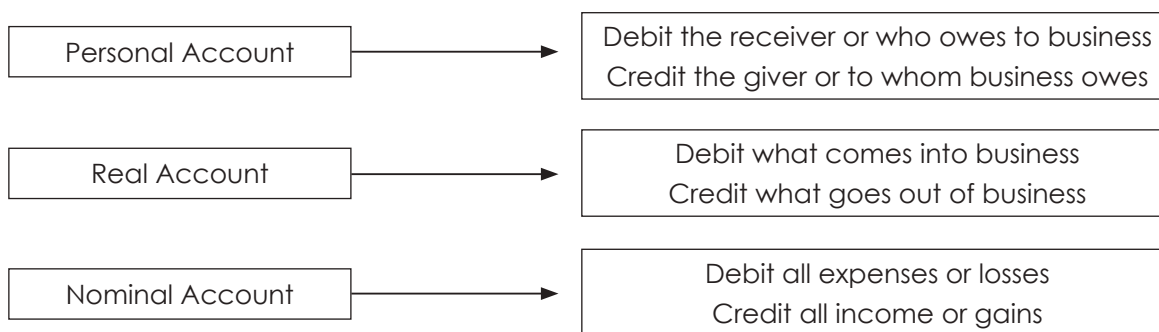 Personal Account
Debit the receiver or who owes to business
Credit the giver or to whom business owes
Real Account
Debit what comes into business
Credit what goes out of business
Nominal Account
Debit all expenses or losses
Credit all income or gains